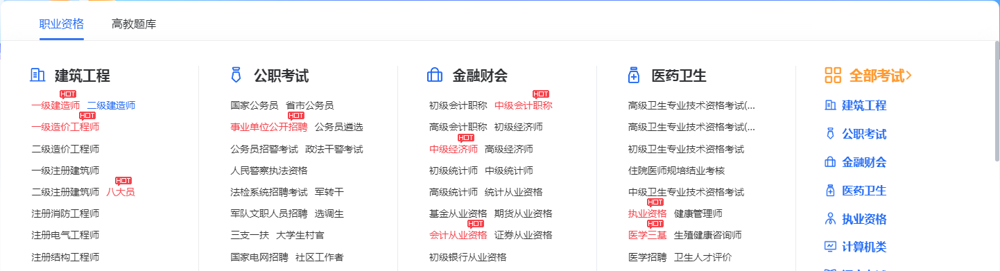 职业资格 高教题库
建筑工程
HOT
一级建造师 二级建造师
HOT
一级造价工程师
二级造价工程师
一级注册建筑师
HOT
二级注册建筑师 八大员
注册消防工程师
注册电气工程师
注册结构工程师
公职考试
国家公务员 省市公务员
HOT
事业单位公开招聘 公务员遴选
公务员招警考试 政法干警考试
人民警察执法资格
法检系统招聘考试 军转干
军队文职人员招聘 选调生
三支一扶 大学生村官
国家电网招聘 社区工作者
金融财会
HOT
初级会计职称 中级会计职称
高级会计职称 初级经济师
HOT
中级经济师 高级经济师
初级统计师 中级统计师
高级统计师 统计从业资格
基金从业资格 期货从业资格
HOT
会计从业资格 证券从业资格
初级银行从业资格
医药卫生
高级卫生专业技术资格考试(...
高级卫生专业技术资格考试(...
初级卫生专业技术资格考试
住院医师规培结业考核
中级卫生专业技术资格考试
HOT
执业资格 健康管理师
HOT
医学三基 生殖健康咨询师
医学招聘 卫生人才评价
全部考试
建筑工程
公职考试
金融财会
医药卫生
执业资格
计算机类